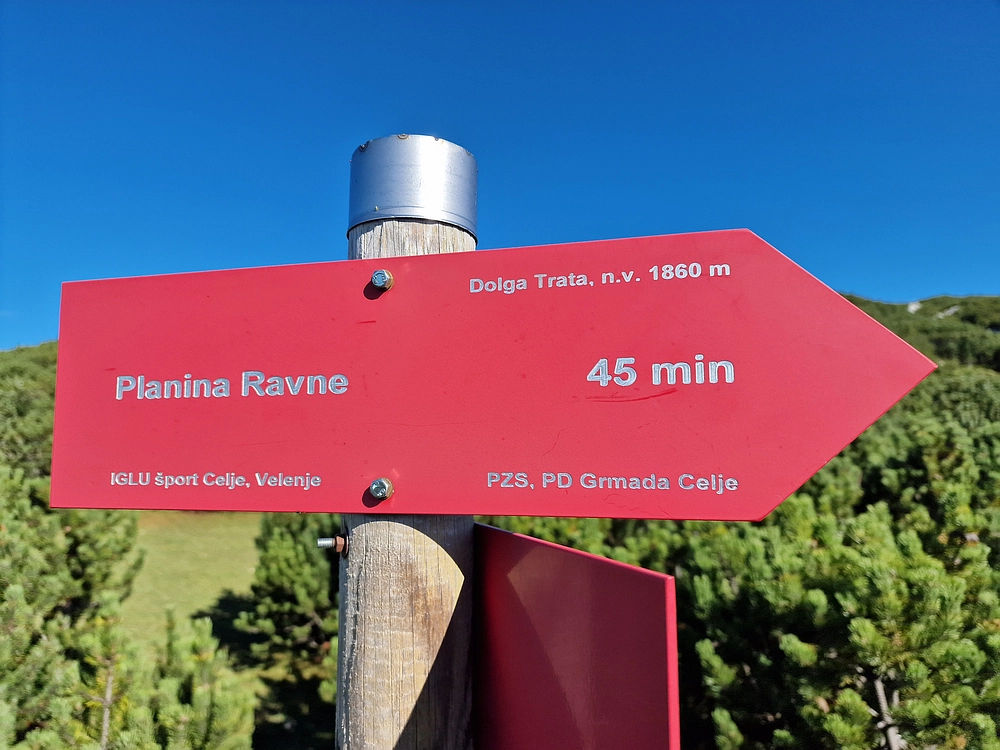 Dolga Trata, n.v. 1860 m
Planina Ravne 45 min
IGLU šport Celje, Velenje PZS, PD Grmada Celje